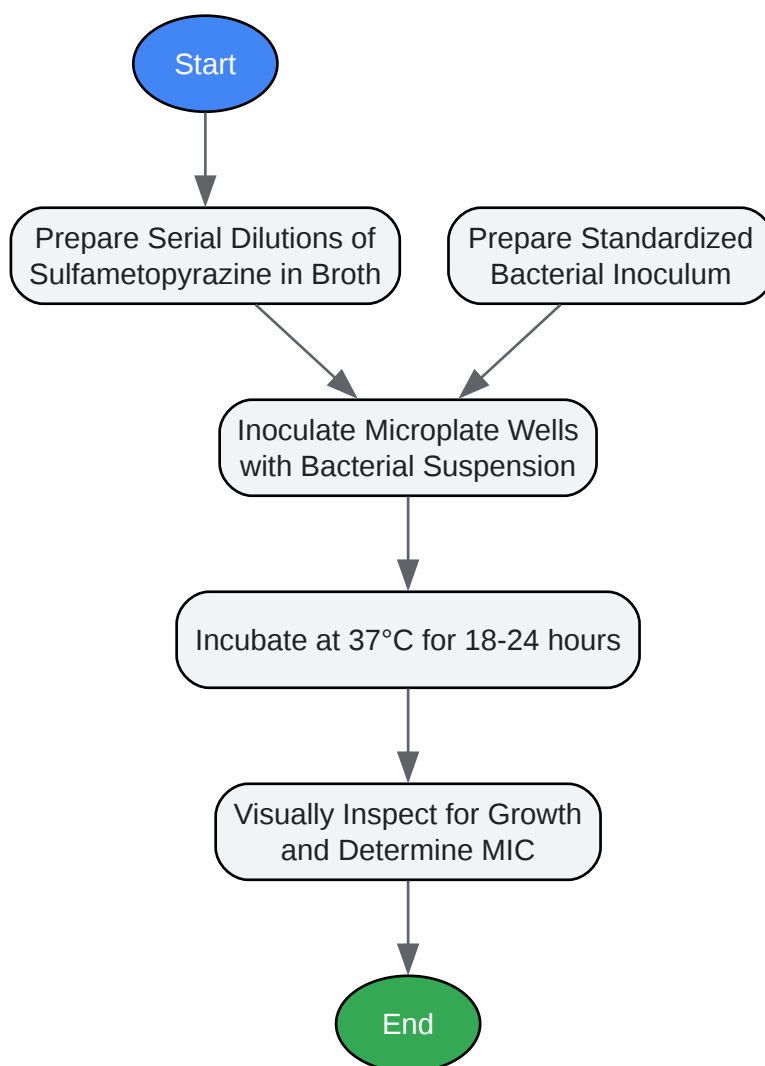 Start
Prepare Serial Dilutions of
Sulfametopyrazine in Broth
Prepare Standardized
Bacterial Inoculum
Inoculate Microplate Wells
with Bacterial Suspension
Incubate at 37°C for 18-24 hours
Visually Inspect for Growth
and Determine MIC
End